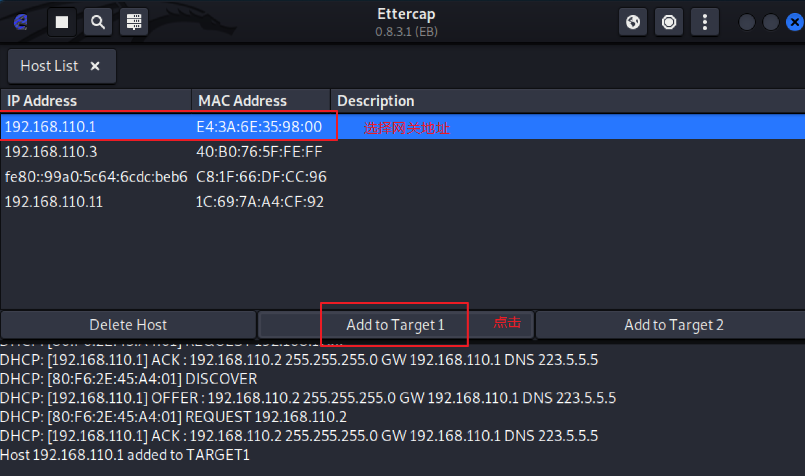 Ettercap
0.8.3.1 (EB)
Host List ×
IP Address MAC Address Description
192.168.110.1 E4:3A:6E:35:98:00 选择网关地址
192.168.110.3 40:B0:76:5F:FE:FF
fe80::99a0:5c64:6cdc:beb6 C8:1F:66:DF:CC:96
192.168.110.11 1C:69:7A:A4:CF:92
Delete Host Add to Target 1 点击 Add to Target 2
DHCP: [192.168.110.1] ACK : 192.168.110.2 255.255.255.0 GW 192.168.110.1 DNS 223.5.5.5
DHCP: [80:F6:2E:45:A4:01] DISCOVER
DHCP: [192.168.110.1] OFFER : 192.168.110.2 255.255.255.0 GW 192.168.110.1 DNS 223.5.5.5
DHCP: [80:F6:2E:45:A4:01] REQUEST 192.168.110.2
DHCP: [192.168.110.1] ACK : 192.168.110.2 255.255.255.0 GW 192.168.110.1 DNS 223.5.5.5
Host 192.168.110.1 added to TARGET1